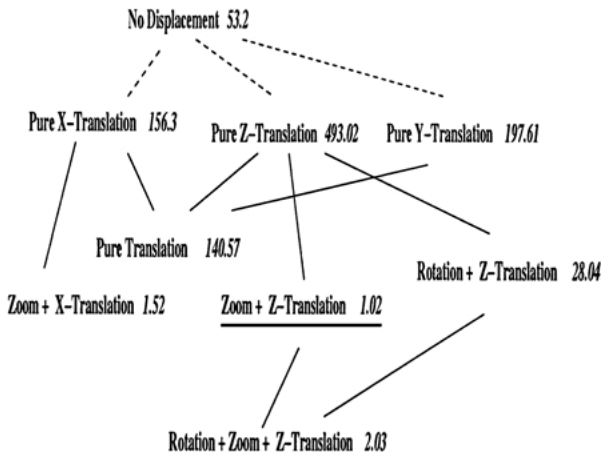 No Displacement 53.2
Pure X–Translation 156.3
Pure Z–Translation 493.02
Pure Y–Translation 197.61
Pure Translation 140.57
Rotation + Z–Translation 28.04
Zoom + X–Translation 1.52
Zoom + Z–Translation 1.02
Rotation + Zoom + Z–Translation 2.03